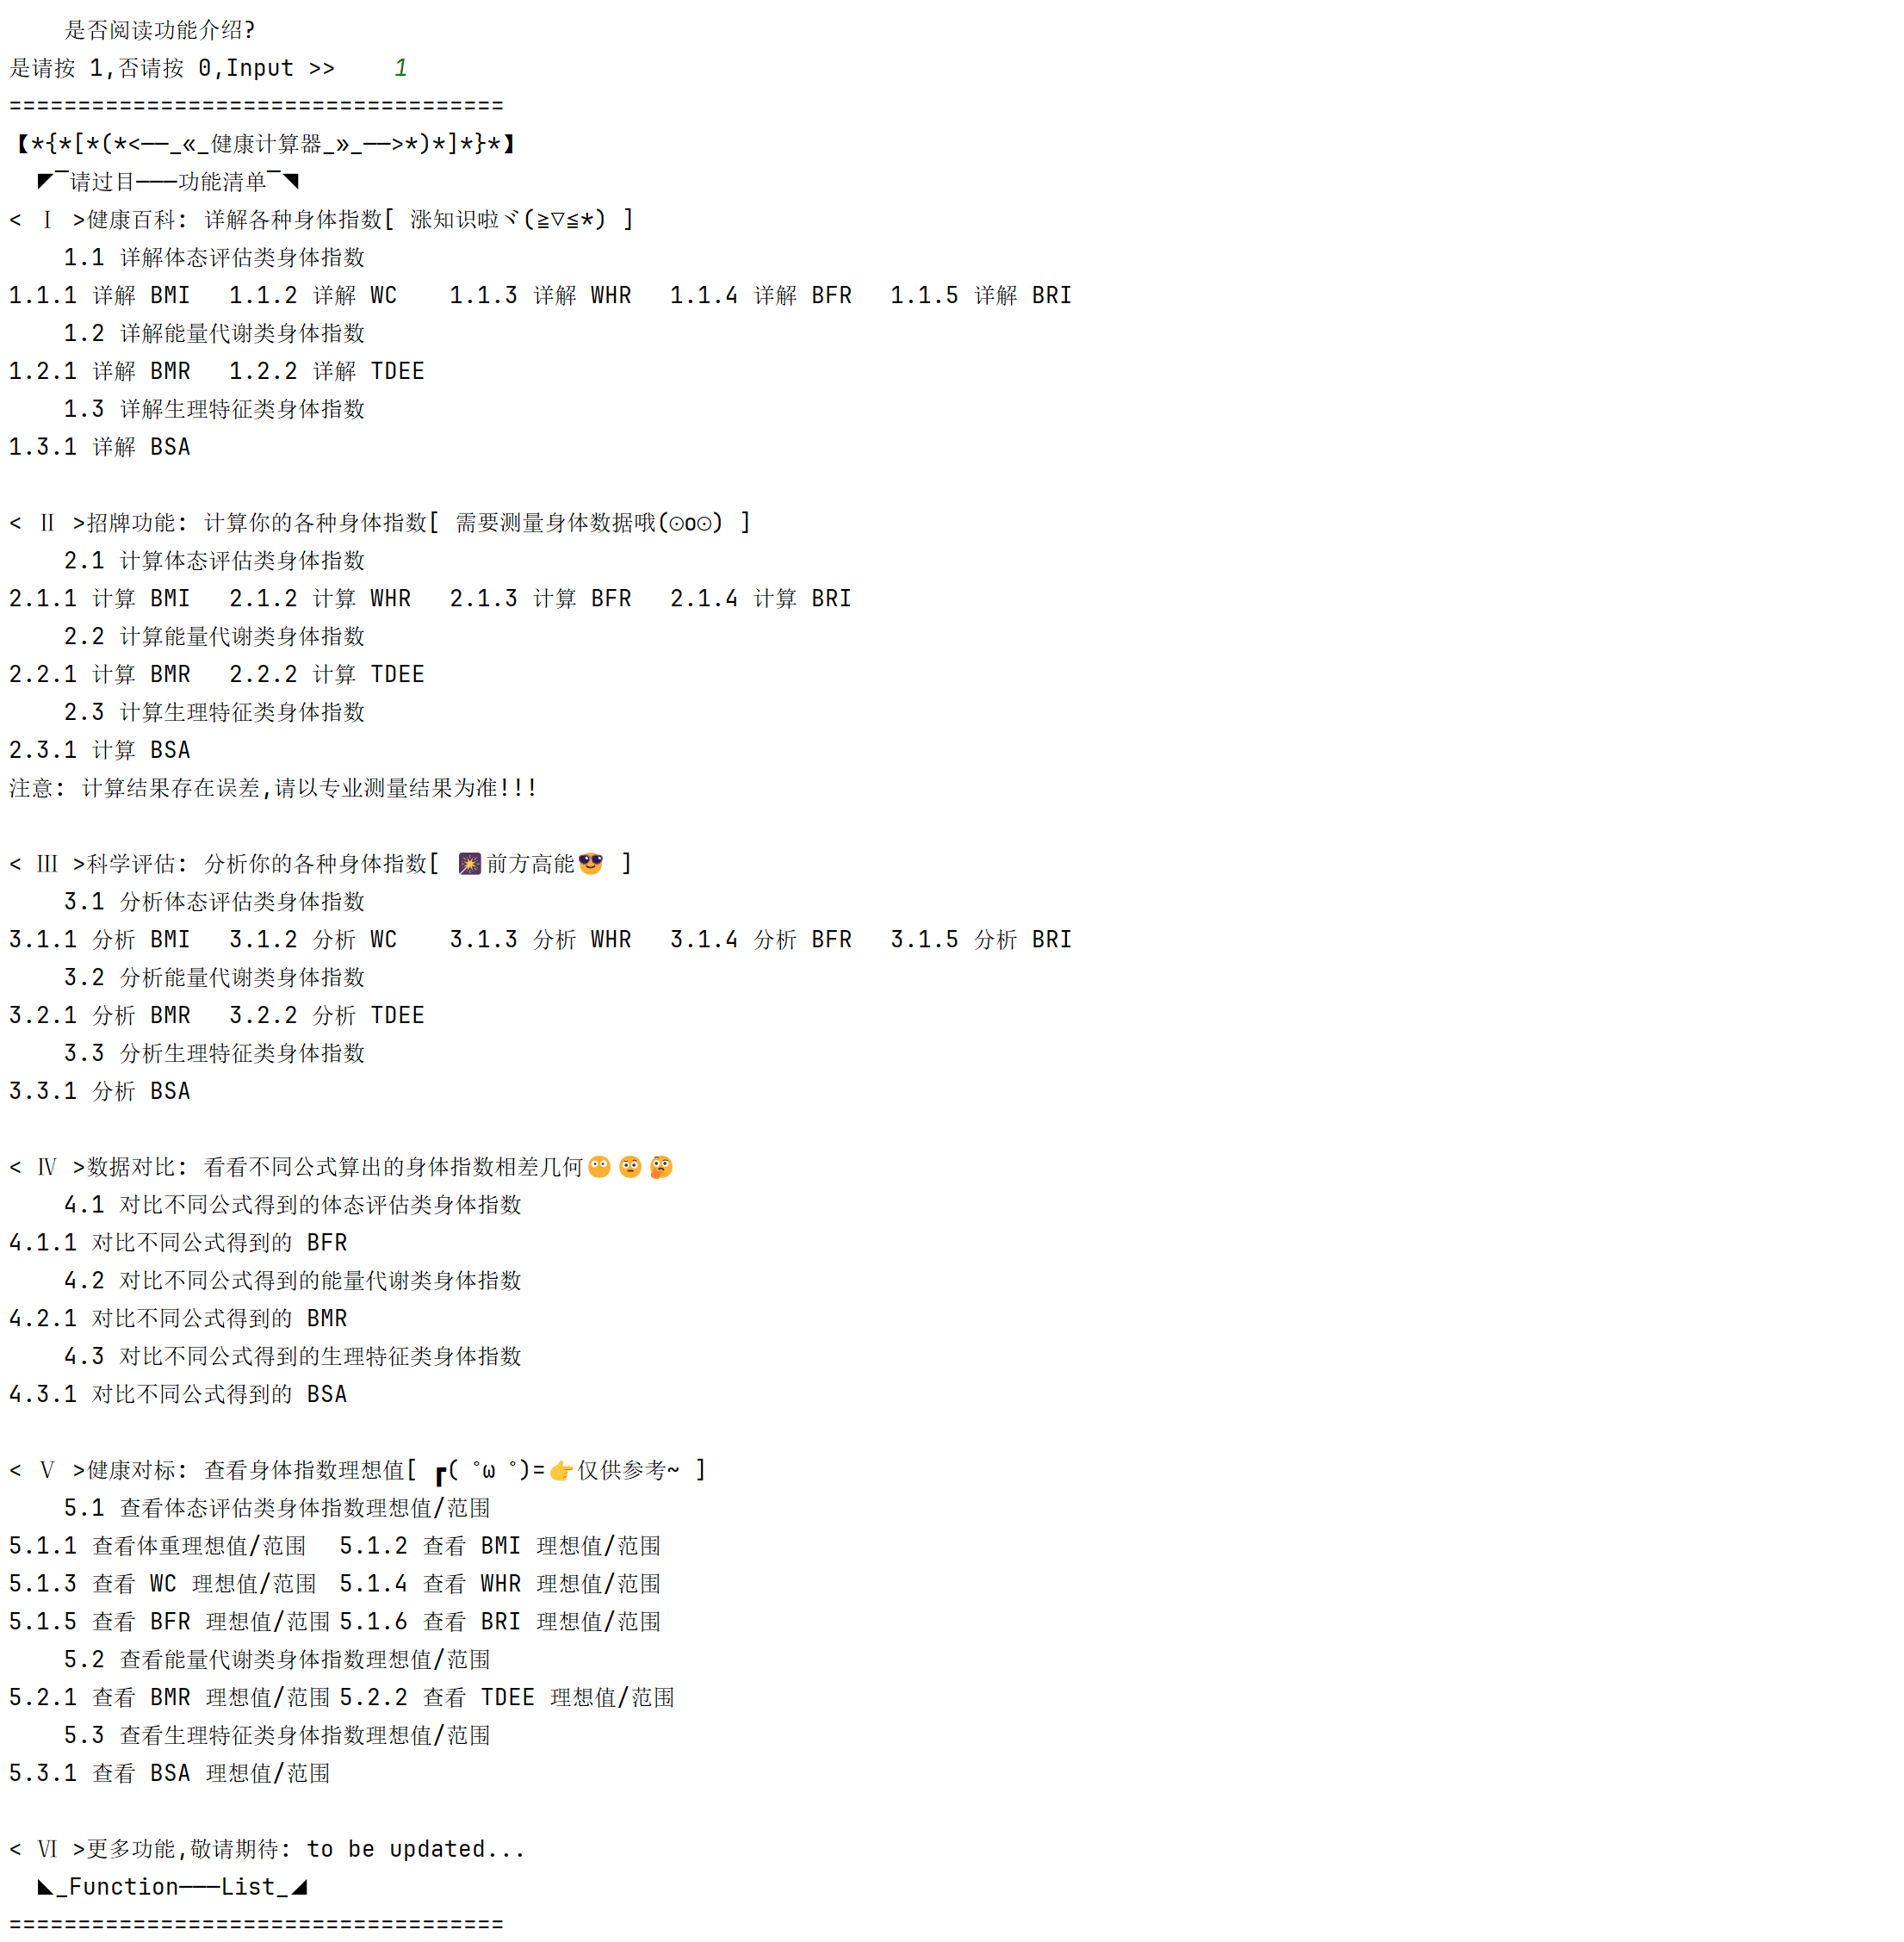 是否阅读功能介绍?
是请按 1,否请按 0,Input >> 1
====================================
【*{*[*(*<——_«_健康计算器_»_——>*)*]*}*】
◤¯请过目———功能清单¯◥
< Ⅰ >健康百科: 详解各种身体指数[ 涨知识啦ヾ(≧▽≦*) ]
1.1 详解体态评估类身体指数
1.1.1 详解 BMI 1.1.2 详解 WC 1.1.3 详解 WHR 1.1.4 详解 BFR 1.1.5 详解 BRI
1.2 详解能量代谢类身体指数
1.2.1 详解 BMR 1.2.2 详解 TDEE
1.3 详解生理特征类身体指数
1.3.1 详解 BSA
< Ⅱ >招牌功能: 计算你的各种身体指数[ 需要测量身体数据哦(⊙o⊙) ]
2.1 计算体态评估类身体指数
2.1.1 计算 BMI 2.1.2 计算 WHR 2.1.3 计算 BFR 2.1.4 计算 BRI
2.2 计算能量代谢类身体指数
2.2.1 计算 BMR 2.2.2 计算 TDEE
2.3 计算生理特征类身体指数
2.3.1 计算 BSA
注意: 计算结果存在误差,请以专业测量结果为准!!!
< Ⅲ >科学评估: 分析你的各种身体指数[ 🎆前方高能😎 ]
3.1 分析体态评估类身体指数
3.1.1 分析 BMI 3.1.2 分析 WC 3.1.3 分析 WHR 3.1.4 分析 BFR 3.1.5 分析 BRI
3.2 分析能量代谢类身体指数
3.2.1 分析 BMR 3.2.2 分析 TDEE
3.3 分析生理特征类身体指数
3.3.1 分析 BSA
< Ⅳ >数据对比: 看看不同公式算出的身体指数相差几何😶🤨🤔
4.1 对比不同公式得到的体态评估类身体指数
4.1.1 对比不同公式得到的 BFR
4.2 对比不同公式得到的能量代谢类身体指数
4.2.1 对比不同公式得到的 BMR
4.3 对比不同公式得到的生理特征类身体指数
4.3.1 对比不同公式得到的 BSA
< Ⅴ >健康对标: 查看身体指数理想值[ ┏( ゜ω゜)=👉仅供参考~ ]
5.1 查看体态评估类身体指数理想值/范围
5.1.1 查看体重理想值/范围 5.1.2 查看 BMI 理想值/范围
5.1.3 查看 WC 理想值/范围 5.1.4 查看 WHR 理想值/范围
5.1.5 查看 BFR 理想值/范围 5.1.6 查看 BRI 理想值/范围
5.2 查看能量代谢类身体指数理想值/范围
5.2.1 查看 BMR 理想值/范围 5.2.2 查看 TDEE 理想值/范围
5.3 查看生理特征类身体指数理想值/范围
5.3.1 查看 BSA 理想值/范围
< Ⅵ >更多功能,敬请期待: to be updated...
◣_Function———List_◢
====================================